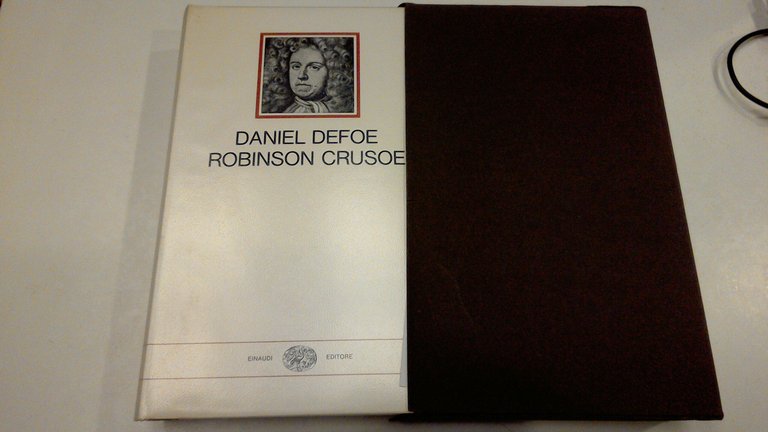 DANIEL DEFOE
ROBINSON CRUSOE
EINAUDI EDITORE